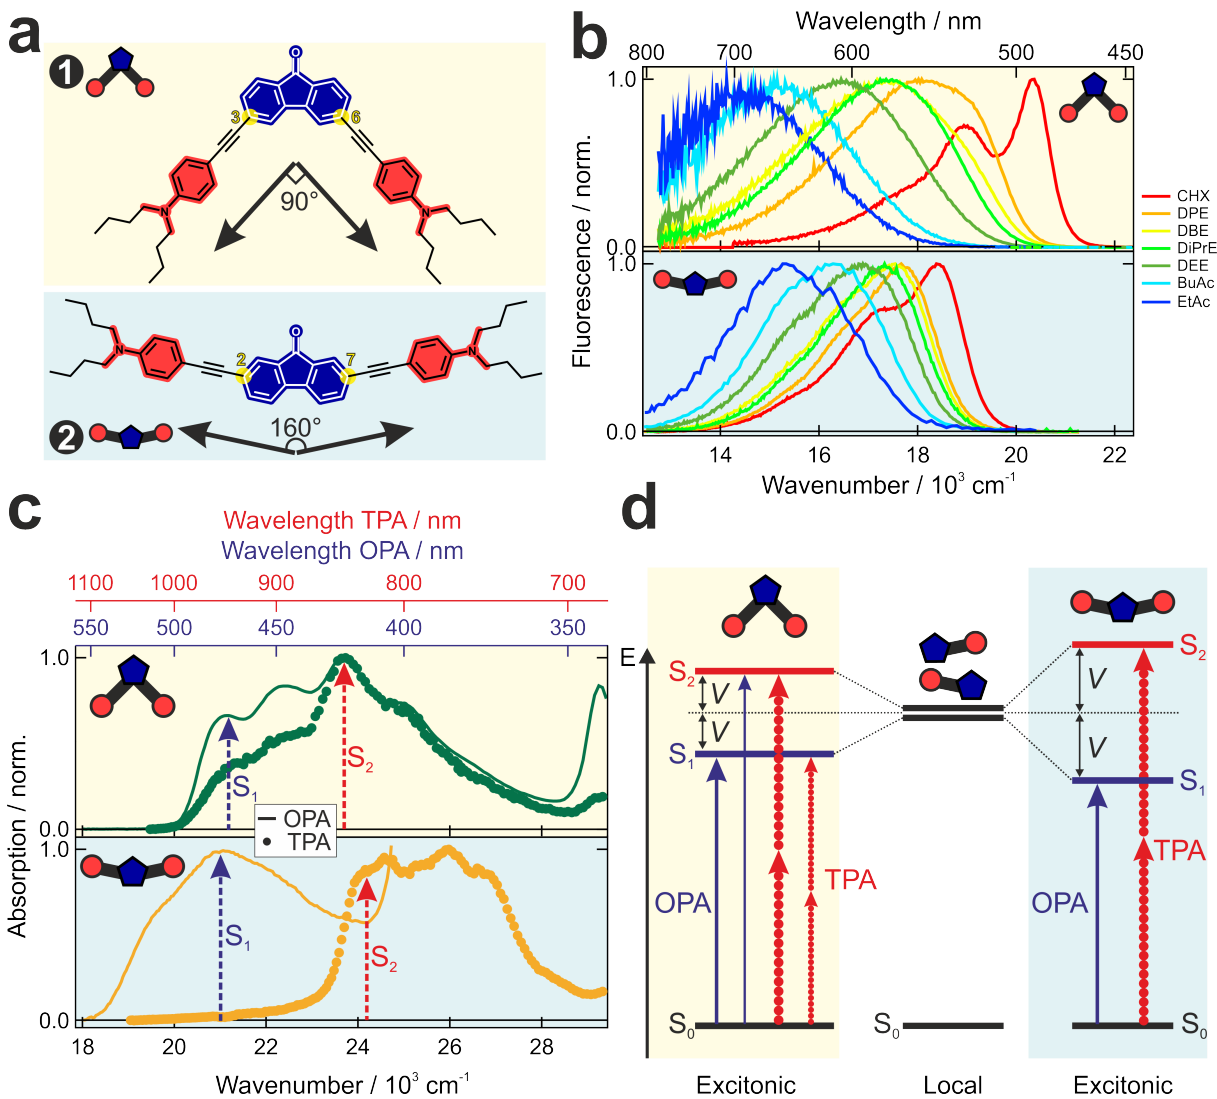 a
1
O
3
6
N
N
90°
O
2
7
N
N
160°
2
b
Wavelength / nm
800 700 600 500 450
1.0
0.0
1.0
0.0
Fluorescence / norm.
CHX
DPE
DBE
DiPrE
DEE
BuAc
EtAc
14 16 18 20 22
Wavenumber / 10³ cm⁻¹
c
Wavelength TPA / nm
Wavelength OPA / nm
1100 1000 900 800 700
550 500 450 400 350
1.0
S₁
S₂
0.0
OPA
TPA
1.0
S₁
S₂
0.0
Absorption / norm.
18 20 22 24 26 28
Wavenumber / 10³ cm⁻¹
d
E
S₂
V
V
S₁
OPA
TPA
S₀
S₀
S₂
V
V
S₁
OPA
TPA
S₀
Excitonic Local Excitonic